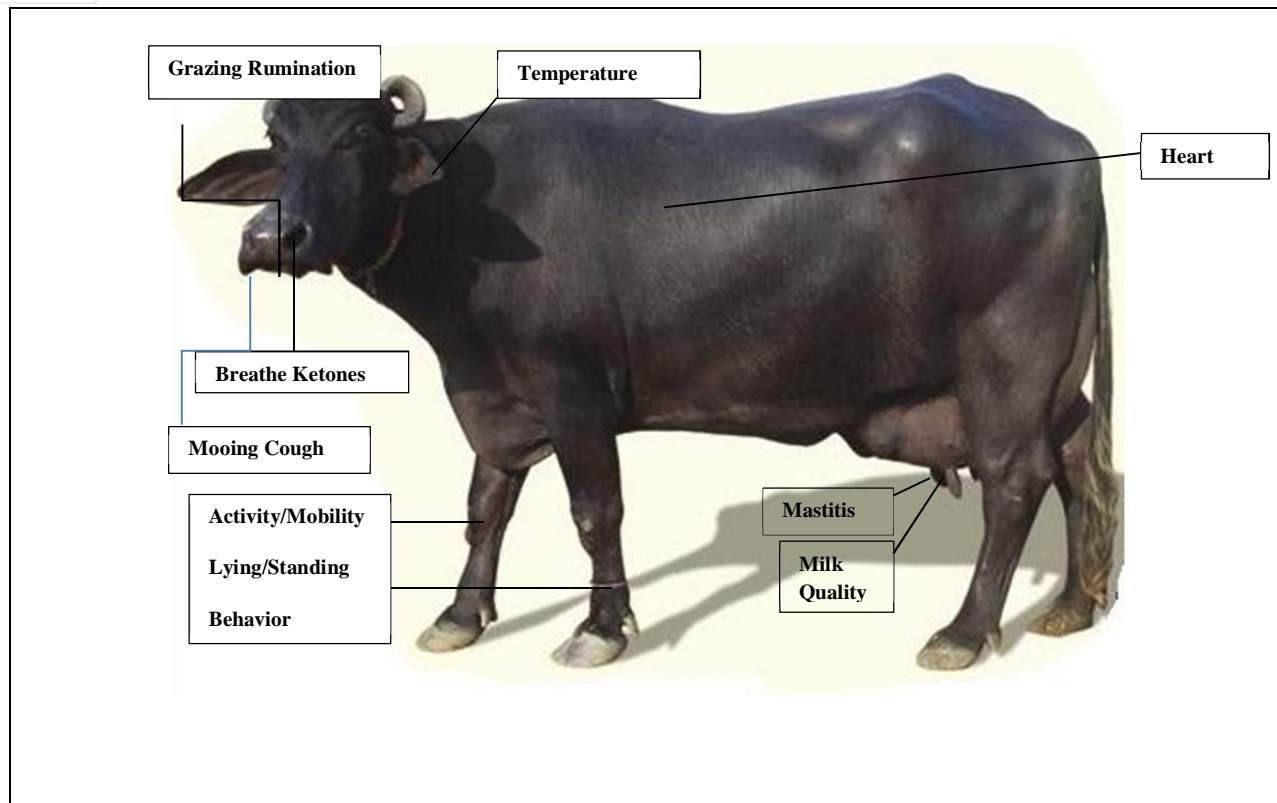 Grazing Rumination
Temperature
Heart
Breathe Ketones
Mooing Cough
Activity/Mobility
Lying/Standing
Behavior
Mastitis
Milk
Quality